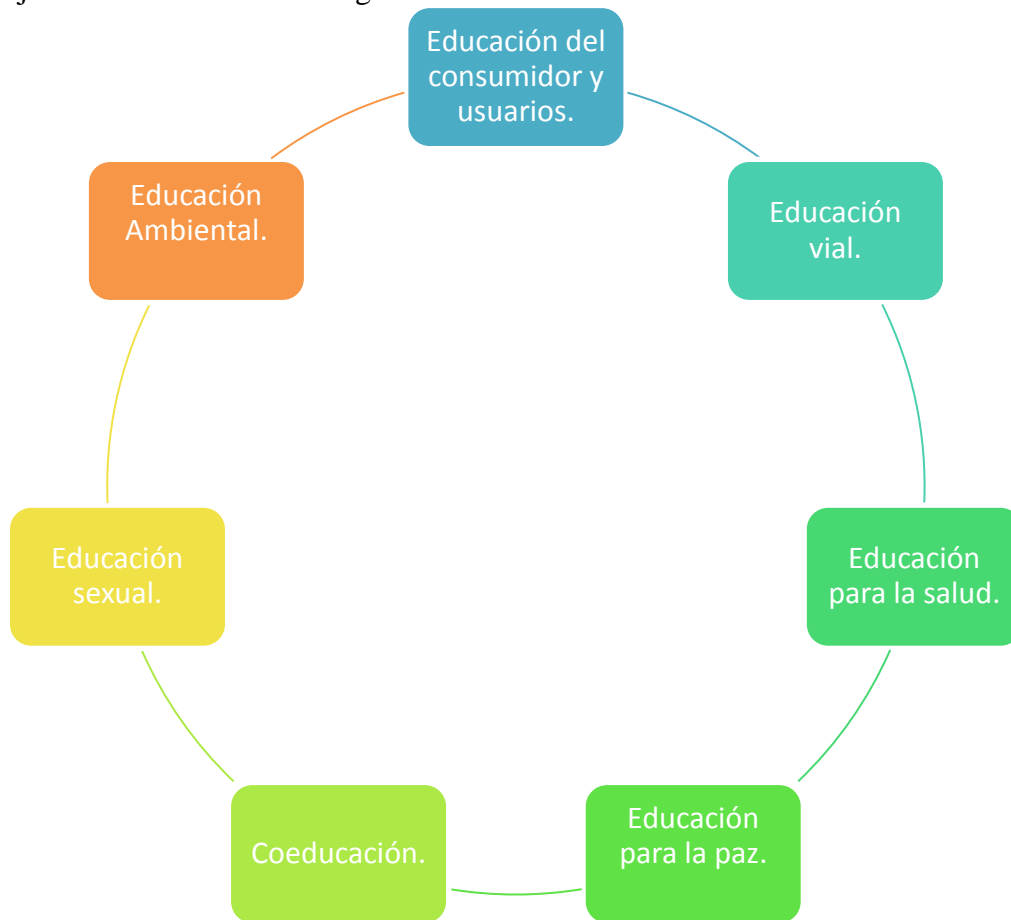 Educación del
consumidor y
usuarios.
Educación
vial.
Educación
para la salud.
Educación
para la paz.
Coeducación.
Educación
sexual.
Educación
Ambiental.